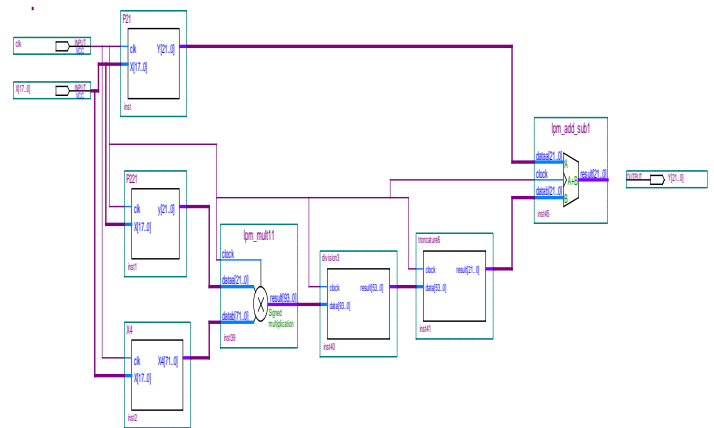 P21
clk INPUT VCC
clk Y[21..0]
X[17..0]
X[17..0] INPUT VCC
inst
lpm_add_sub1
dataa[21..0] A
clock A+B result[21..0]
datab[21..0] B
inst45
OUTPUT Y[21..0]
P221
clk y[21..0]
X[17..0]
inst1
lpm_mult11
clock
dataa[21..0]
result[93..0]
datab[71..0]
Signed
multiplication
inst39
division3
clock result[53..0]
data[93..0]
inst40
troncature6
clock result[21..0]
data[53..0]
inst41
X4
clk X4[71..0]
X[17..0]
inst2